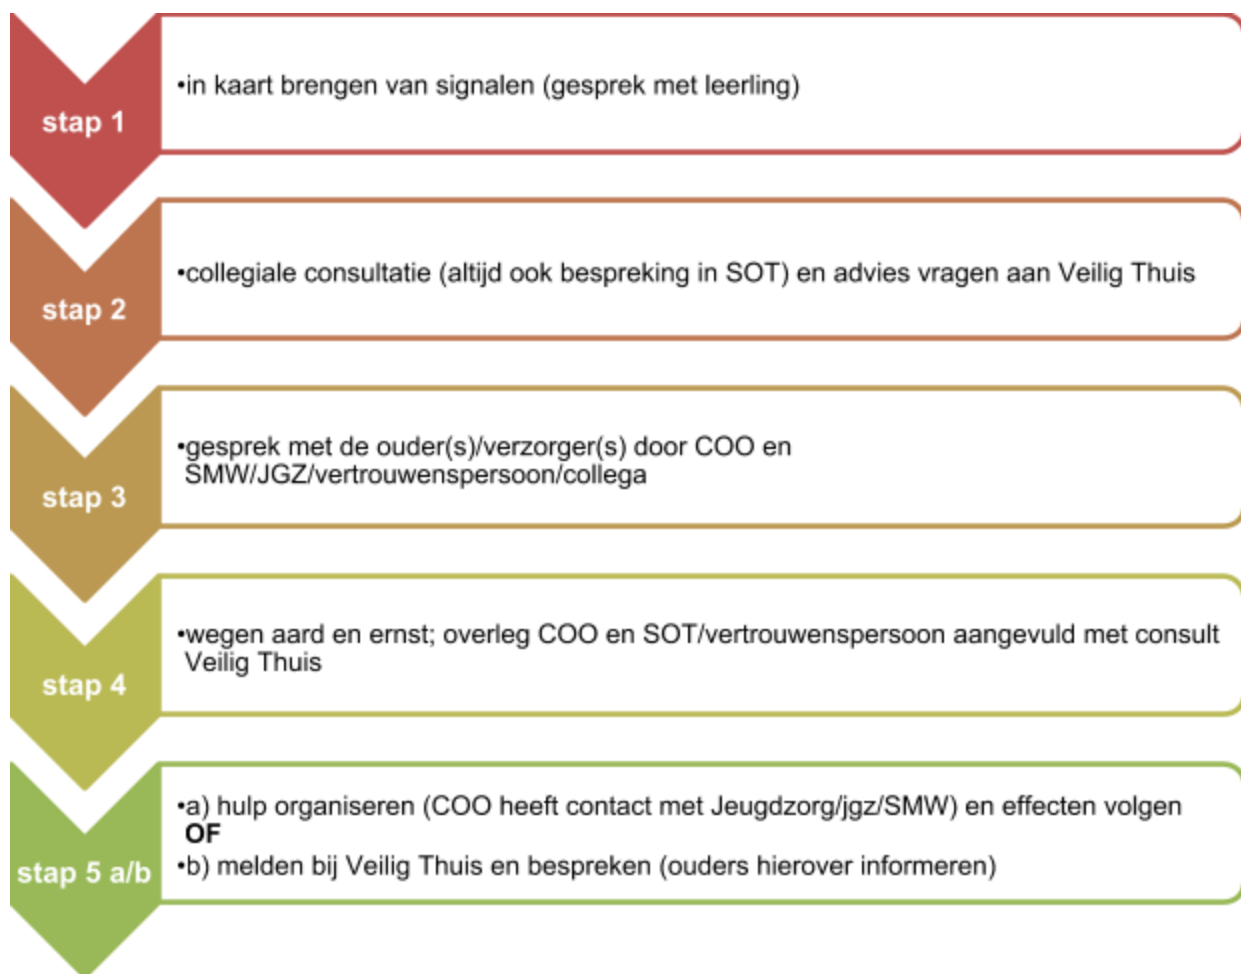 stap 1
•in kaart brengen van signalen (gesprek met leerling)
stap 2
•collegiale consultatie (altijd ook bespreking in SOT) en advies vragen aan Veilig Thuis
stap 3
•gesprek met de ouder(s)/verzorger(s) door COO en
SMW/JGZ/vertrouwenspersoon/collega
stap 4
•wegen aard en ernst; overleg COO en SOT/vertrouwenspersoon aangevuld met consult
Veilig Thuis
stap 5 a/b
•a) hulp organiseren (COO heeft contact met Jeugdzorg/jgz/SMW) en effecten volgen
OF
•b) melden bij Veilig Thuis en bespreken (ouders hierover informeren)